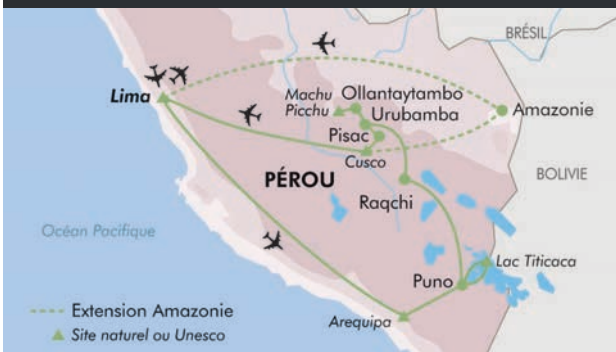 BRÉSIL
Lima
Machu
Picchu
Ollantaytambo
Urubamba
Amazonie
Pisac
Cusco
PÉROU
BOLIVIE
Raqchi
Océan Pacifique
Lac Titicaca
Puno
Extension Amazonie
Arequipa
Site naturel ou Unesco